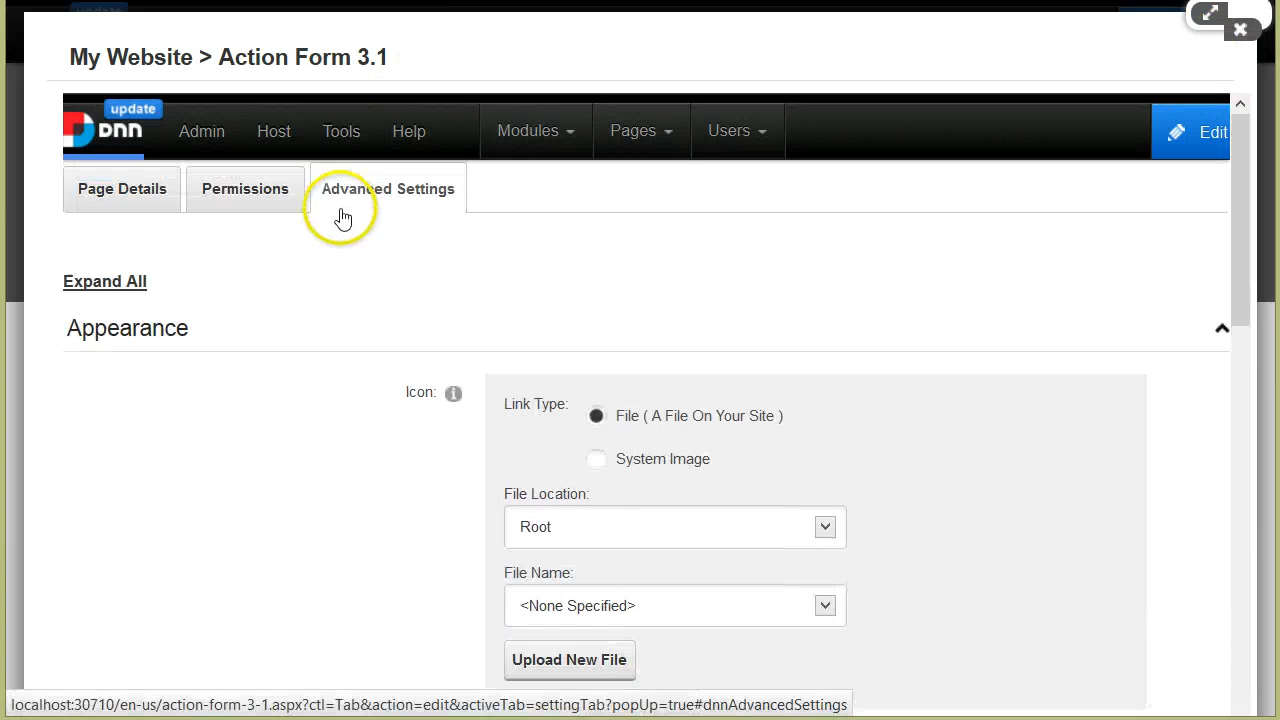 update
My Website > Action Form 3.1
update
DNN
Admin
Host
Tools
Help
Modules
Pages
Users
Edit
Page Details
Permissions
Advanced Settings
Expand All
Appearance
Icon:
Link Type:
File ( A File On Your Site )
System Image
File Location:
Root
File Name:
<None Specified>
Upload New File
localhost:30710/en-us/action-form-3-1.aspx?ctl=Tab&action=edit&activeTab=settingTab?popUp=true#dnnAdvancedSettings